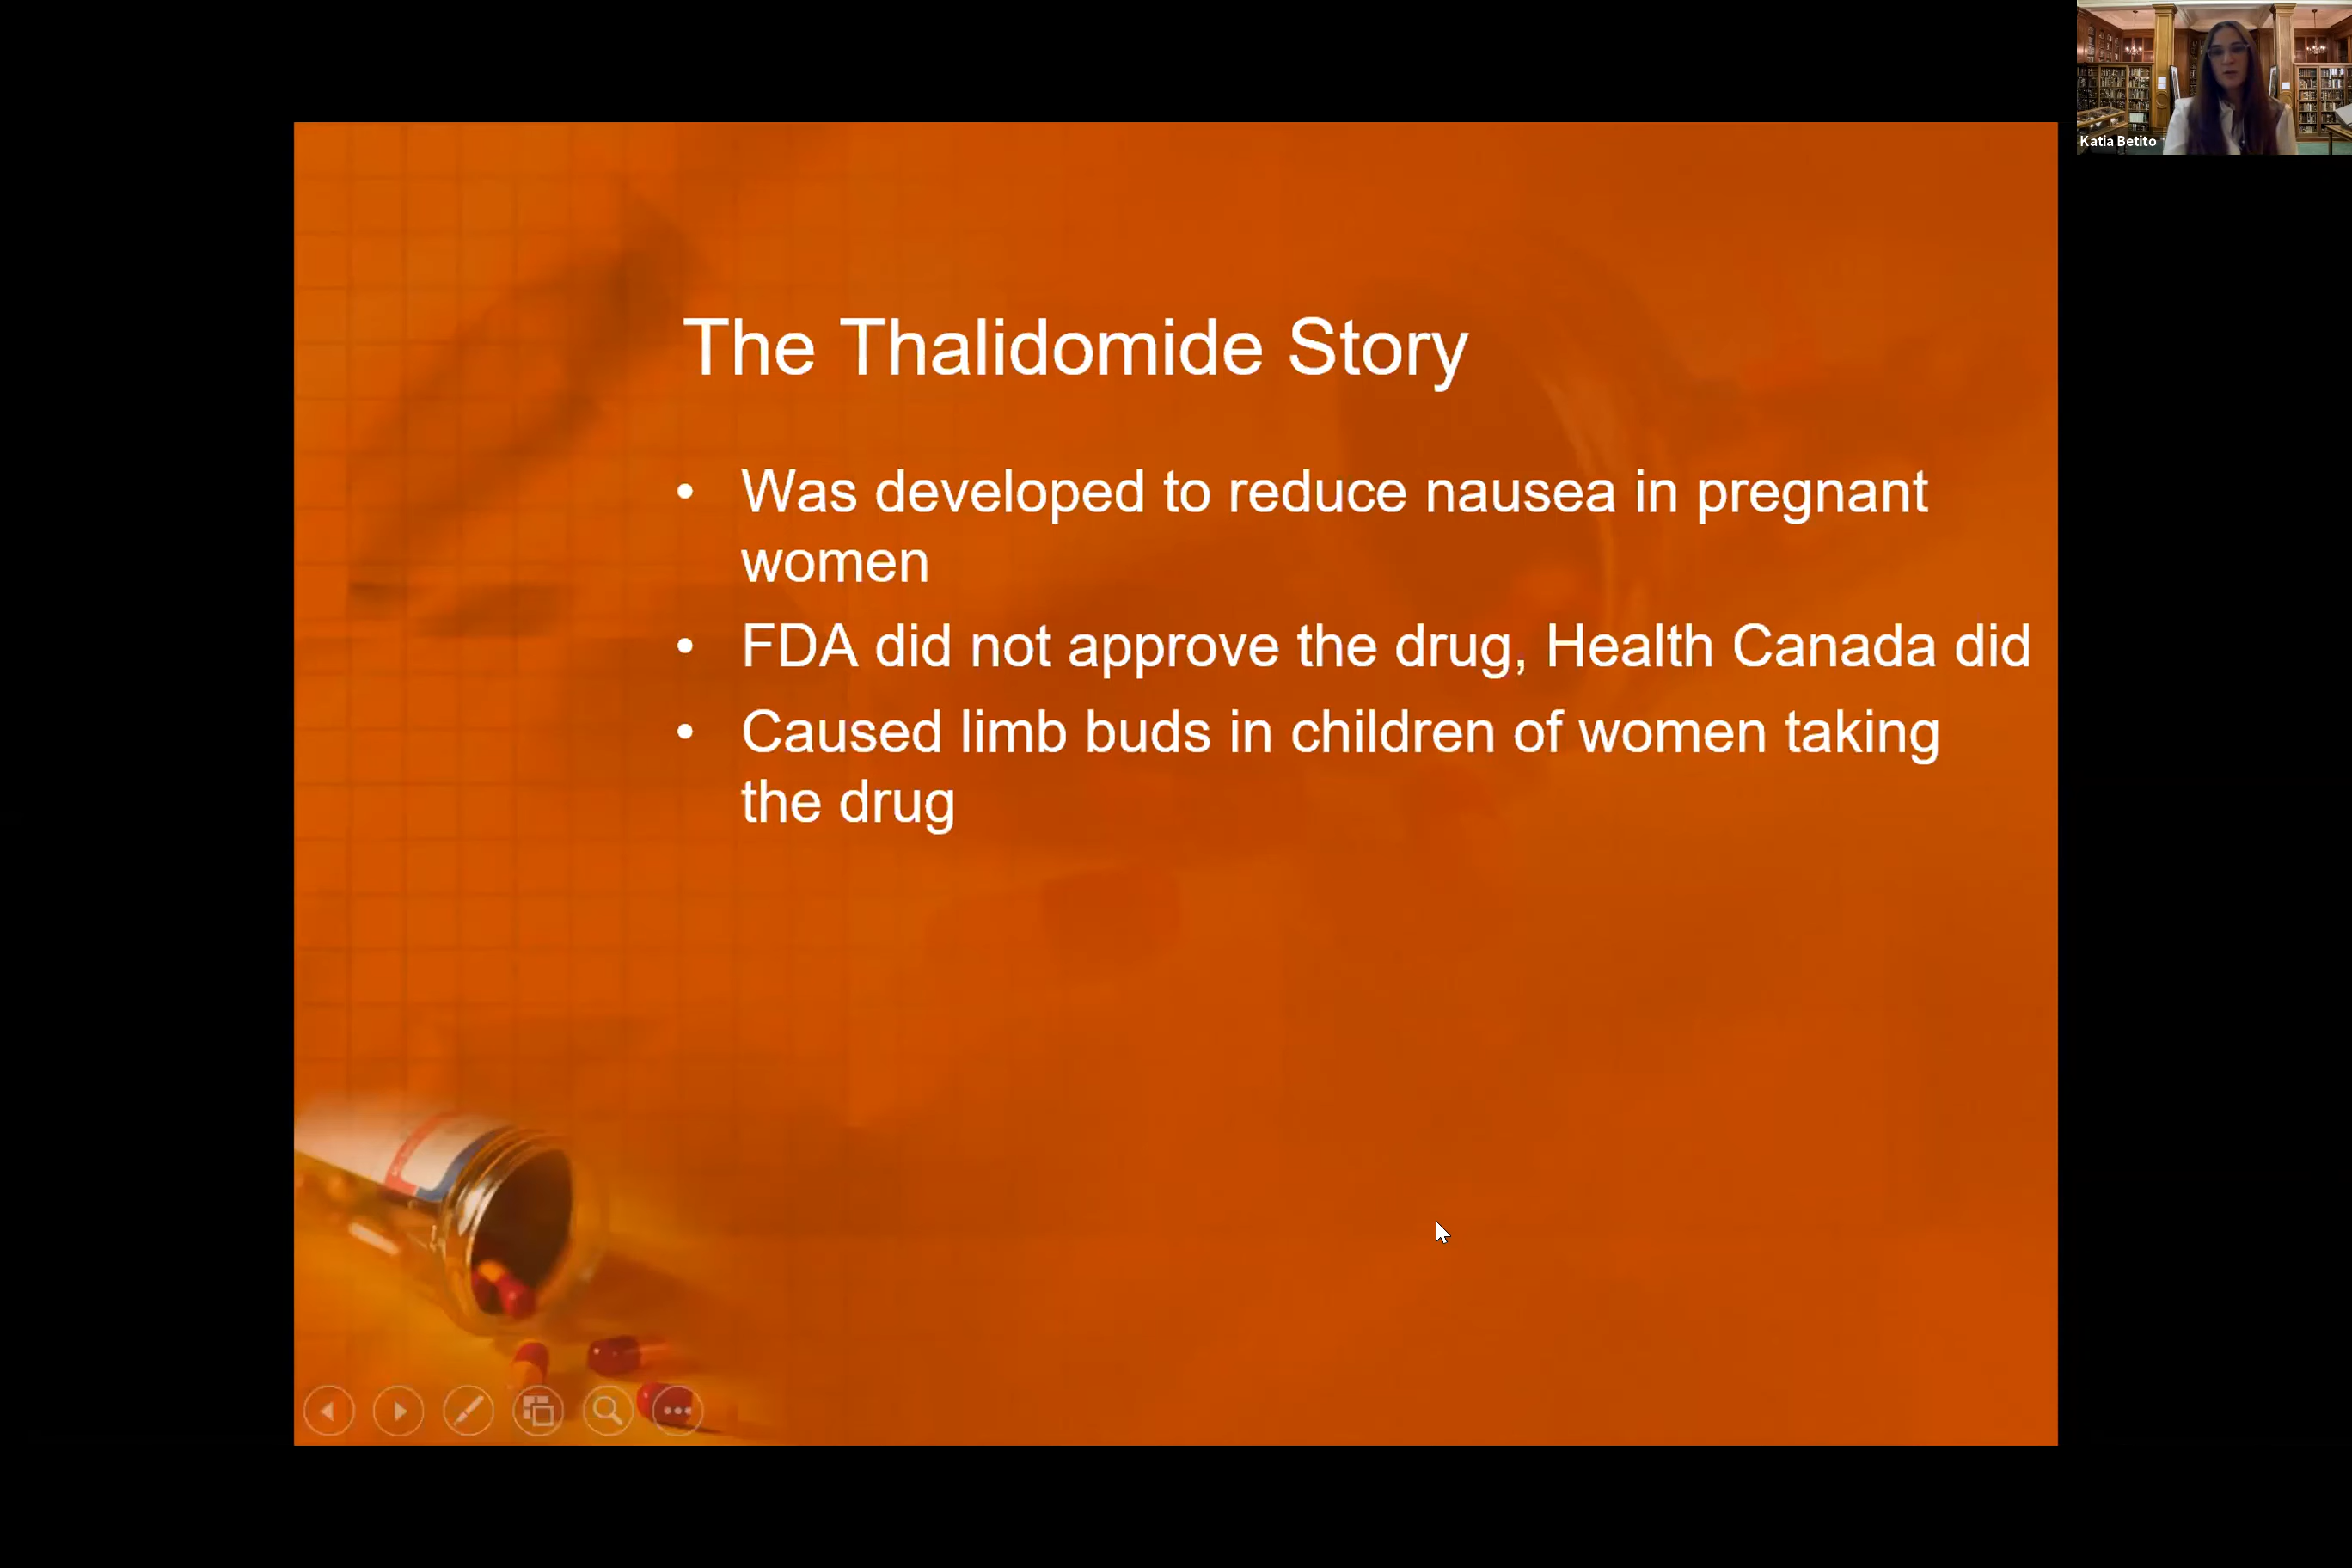 Katia Betito
The Thalidomide Story
• Was developed to reduce nausea in pregnant
women
• FDA did not approve the drug, Health Canada did
• Caused limb buds in children of women taking
the drug